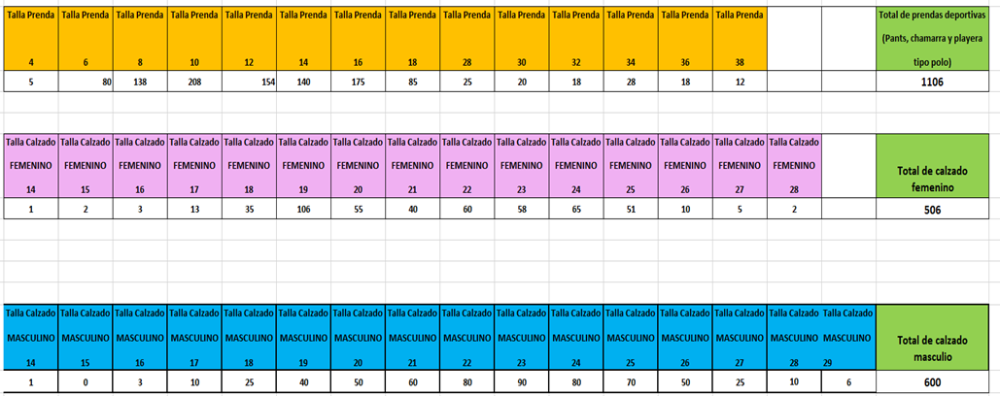 Talla Prenda Talla Prenda Talla Prenda Talla Prenda Talla Prenda Talla Prenda Talla Prenda Talla Prenda Talla Prenda Talla Prenda Talla Prenda Talla Prenda Talla Prenda Talla Prenda Total de prendas deportivas
(Pants, chamarra y playera
4 6 8 10 12 14 16 18 28 30 32 34 36 38 tipo polo)
5 80 138 208 154 140 175 85 25 20 18 28 18 12 1106
Talla Calzado Talla Calzado Talla Calzado Talla Calzado Talla Calzado Talla Calzado Talla Calzado Talla Calzado Talla Calzado Talla Calzado Talla Calzado Talla Calzado Talla Calzado Talla Calzado Talla Calzado
FEMENINO FEMENINO FEMENINO FEMENINO FEMENINO FEMENINO FEMENINO FEMENINO FEMENINO FEMENINO FEMENINO FEMENINO FEMENINO FEMENINO FEMENINO Total de calzado
14 15 16 17 18 19 20 21 22 23 24 25 26 27 28 femenino
1 2 3 13 35 106 55 40 60 58 65 51 10 5 2 506
Talla Calzado Talla Calzado Talla Calzado Talla Calzado Talla Calzado Talla Calzado Talla Calzado Talla Calzado Talla Calzado Talla Calzado Talla Calzado Talla Calzado Talla Calzado Talla Calzado Talla Calzado Talla Calzado
MASCULINO MASCULINO MASCULINO MASCULINO MASCULINO MASCULINO MASCULINO MASCULINO MASCULINO MASCULINO MASCULINO MASCULINO MASCULINO MASCULINO MASCULINO MASCULINO Total de calzado
14 15 16 17 18 19 20 21 22 23 24 25 26 27 28 29 masculio
1 0 3 10 25 40 50 60 80 90 80 70 50 25 10 6 600